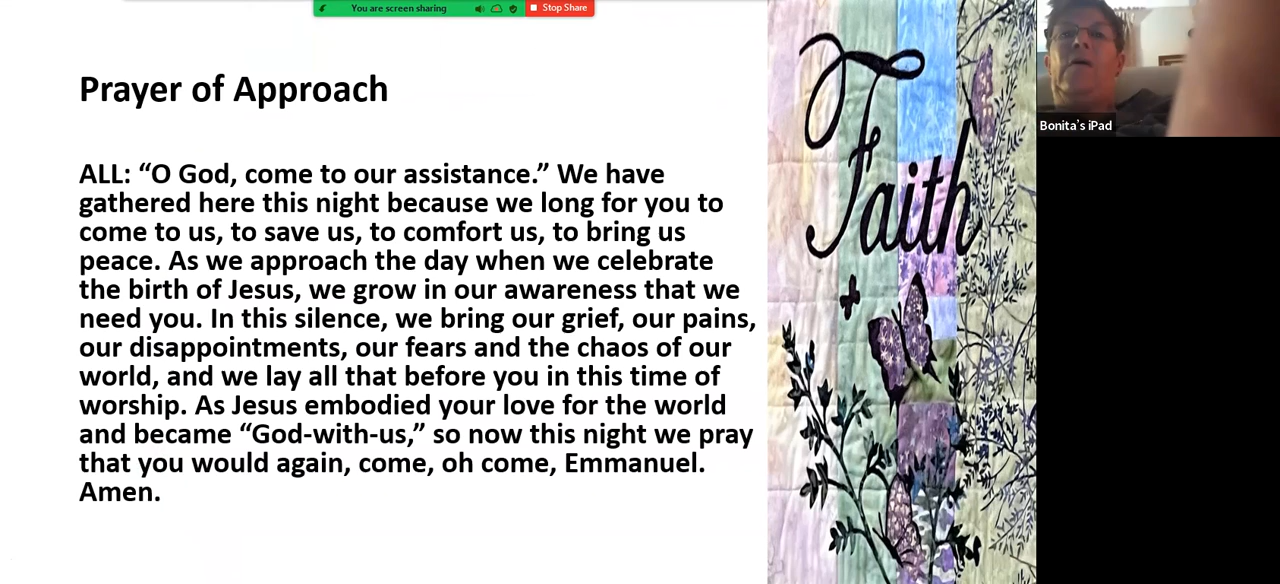 You are screen sharing
Stop Share
Prayer of Approach
ALL: “O God, come to our assistance.” We have
gathered here this night because we long for you to
come to us, to save us, to comfort us, to bring us
peace. As we approach the day when we celebrate
the birth of Jesus, we grow in our awareness that we
need you. In this silence, we bring our grief, our pains,
our disappointments, our fears and the chaos of our
world, and we lay all that before you in this time of
worship. As Jesus embodied your love for the world
and became “God-with-us,” so now this night we pray
that you would again, come, oh come, Emmanuel.
Amen.
Faith
Bonita’s iPad